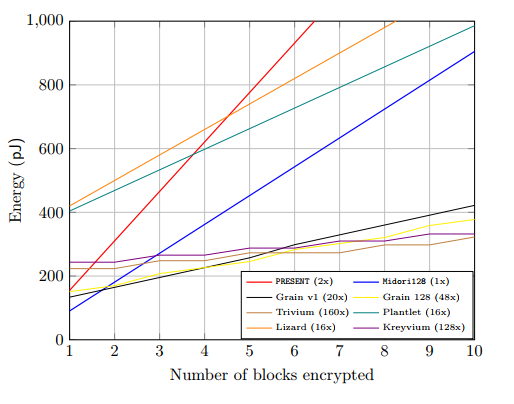 1,000
800
600
400
200
0
Energy (pJ)
PRESENT (2x) Midori128 (1x)
Grain v1 (20x) Grain 128 (48x)
Trivium (160x) Plantlet (16x)
Lizard (16x) Kreyvium (128x)
1 2 3 4 5 6 7 8 9 10
Number of blocks encrypted